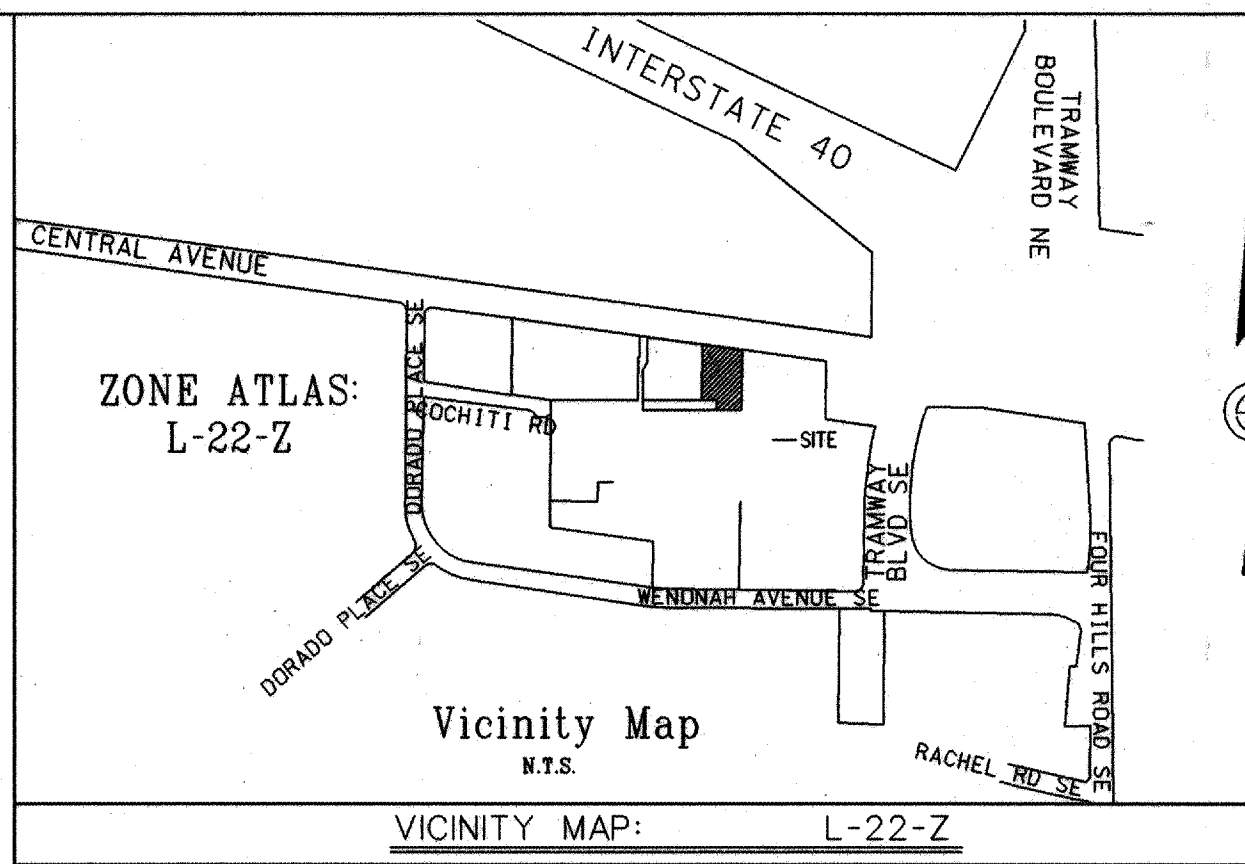 INTERSTATE 40
TRAMWAY
BOULEVARD NE
CENTRAL AVENUE
DORADO PLACE SE
ZONE ATLAS:
L-22-Z
COCHITI RD
SITE
TRAMWAY
BLVD SE
FOUR HILLS ROAD SE
WENONAH AVENUE SE
DORADO PLACE SE
Vicinity Map
N.T.S.
RACHEL RD SE
VICINITY MAP: L-22-Z